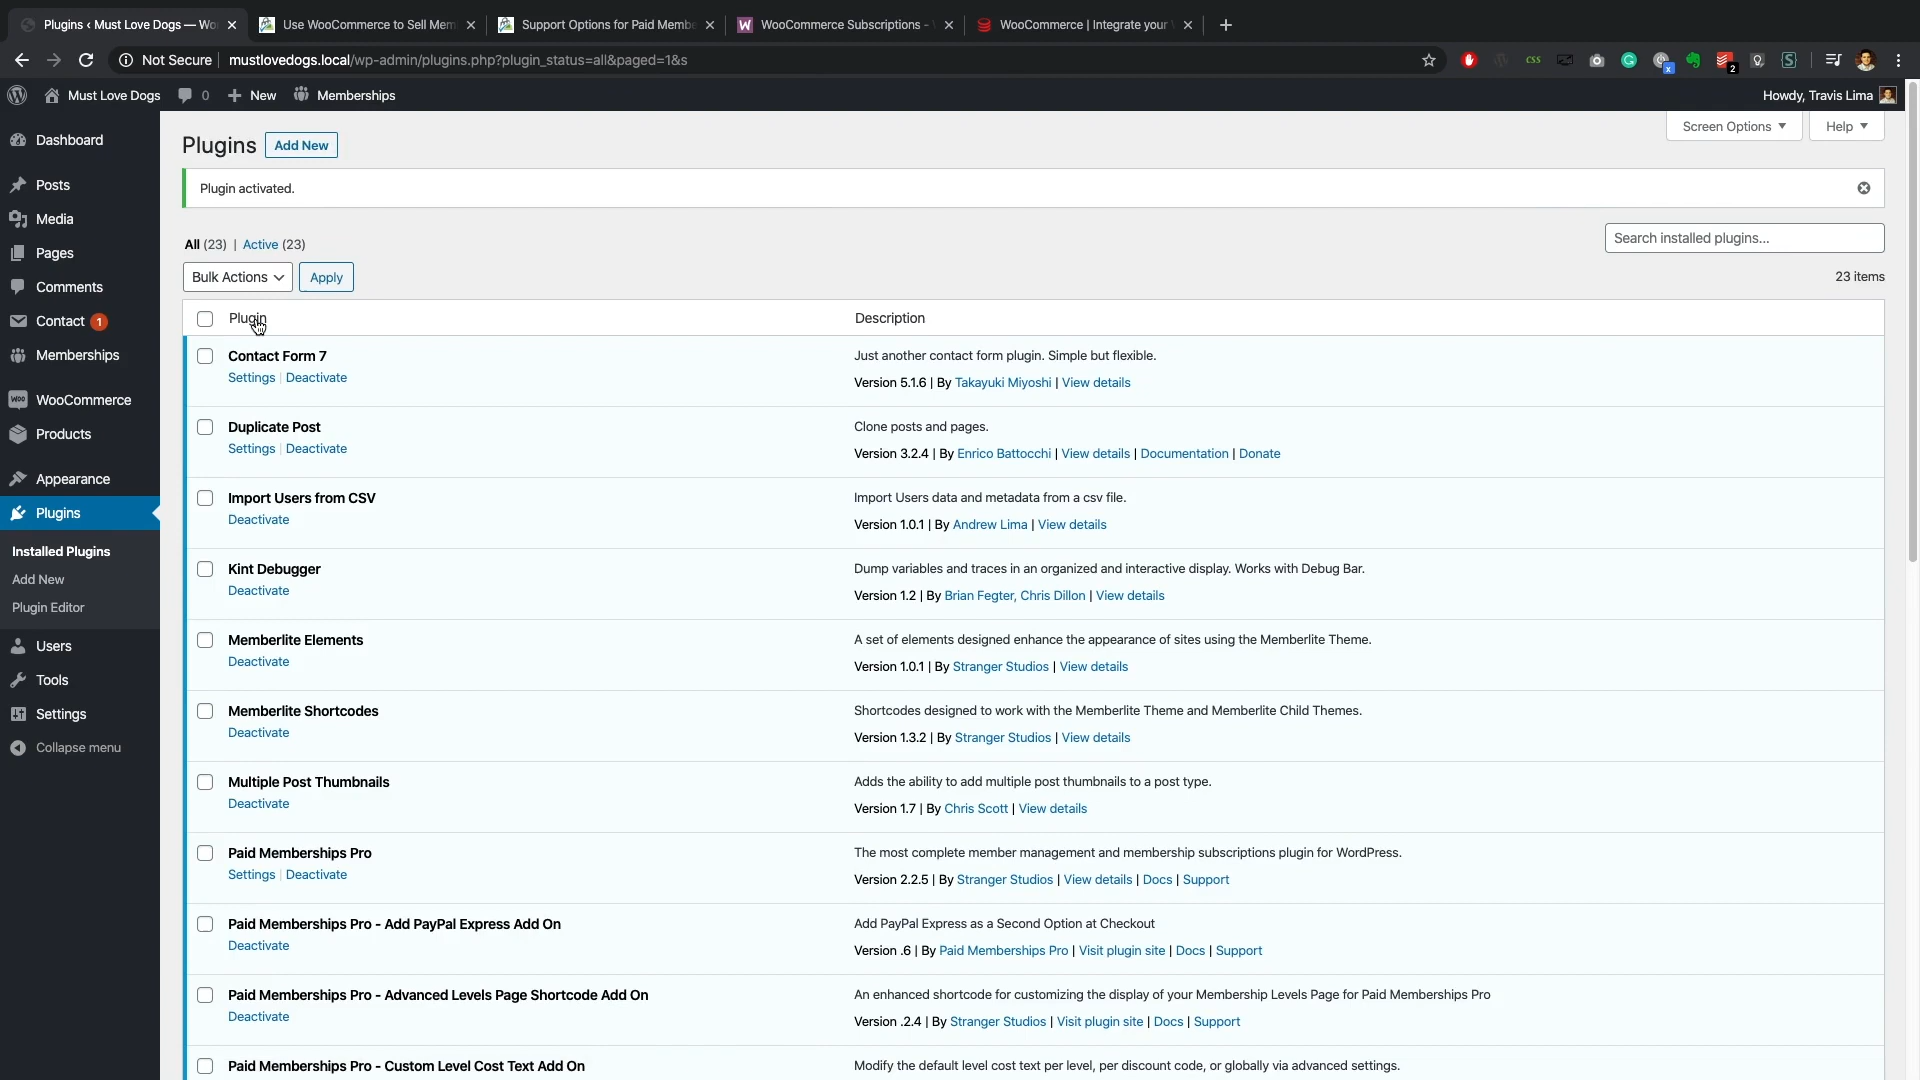 Plugins ‹ Must Love Dogs — Wo
Use WooCommerce to Sell Mem
Support Options for Paid Membe
WooCommerce Subscriptions -
WooCommerce | Integrate your
Not Secure
mustlovedogs.local/wp-admin/plugins.php?plugin_status=all&paged=1&s
css
x
2
Must Love Dogs
0
New
Memberships
Howdy, Travis Lima
Dashboard
Posts
Media
Pages
Comments
Contact 1
Memberships
WooCommerce
Products
Appearance
Plugins
Installed Plugins
Add New
Plugin Editor
Users
Tools
Settings
Collapse menu
Screen Options
Help
Plugins
Add New
Plugin activated.
All (23) | Active (23)
Search installed plugins...
Bulk Actions
Apply
23 items
Plugin
Description
Contact Form 7
Settings | Deactivate
Just another contact form plugin. Simple but flexible.
Version 5.1.6 | By Takayuki Miyoshi | View details
Duplicate Post
Settings | Deactivate
Clone posts and pages.
Version 3.2.4 | By Enrico Battocchi | View details | Documentation | Donate
Import Users from CSV
Deactivate
Import Users data and metadata from a csv file.
Version 1.0.1 | By Andrew Lima | View details
Kint Debugger
Deactivate
Dump variables and traces in an organized and interactive display. Works with Debug Bar.
Version 1.2 | By Brian Fegter, Chris Dillon | View details
Memberlite Elements
Deactivate
A set of elements designed enhance the appearance of sites using the Memberlite Theme.
Version 1.0.1 | By Stranger Studios | View details
Memberlite Shortcodes
Deactivate
Shortcodes designed to work with the Memberlite Theme and Memberlite Child Themes.
Version 1.3.2 | By Stranger Studios | View details
Multiple Post Thumbnails
Deactivate
Adds the ability to add multiple post thumbnails to a post type.
Version 1.7 | By Chris Scott | View details
Paid Memberships Pro
Settings | Deactivate
The most complete member management and membership subscriptions plugin for WordPress.
Version 2.2.5 | By Stranger Studios | View details | Docs | Support
Paid Memberships Pro - Add PayPal Express Add On
Deactivate
Add PayPal Express as a Second Option at Checkout
Version .6 | By Paid Memberships Pro | Visit plugin site | Docs | Support
Paid Memberships Pro - Advanced Levels Page Shortcode Add On
Deactivate
An enhanced shortcode for customizing the display of your Membership Levels Page for Paid Memberships Pro
Version .2.4 | By Stranger Studios | Visit plugin site | Docs | Support
Paid Memberships Pro - Custom Level Cost Text Add On
Modify the default level cost text per level, per discount code, or globally via advanced settings.